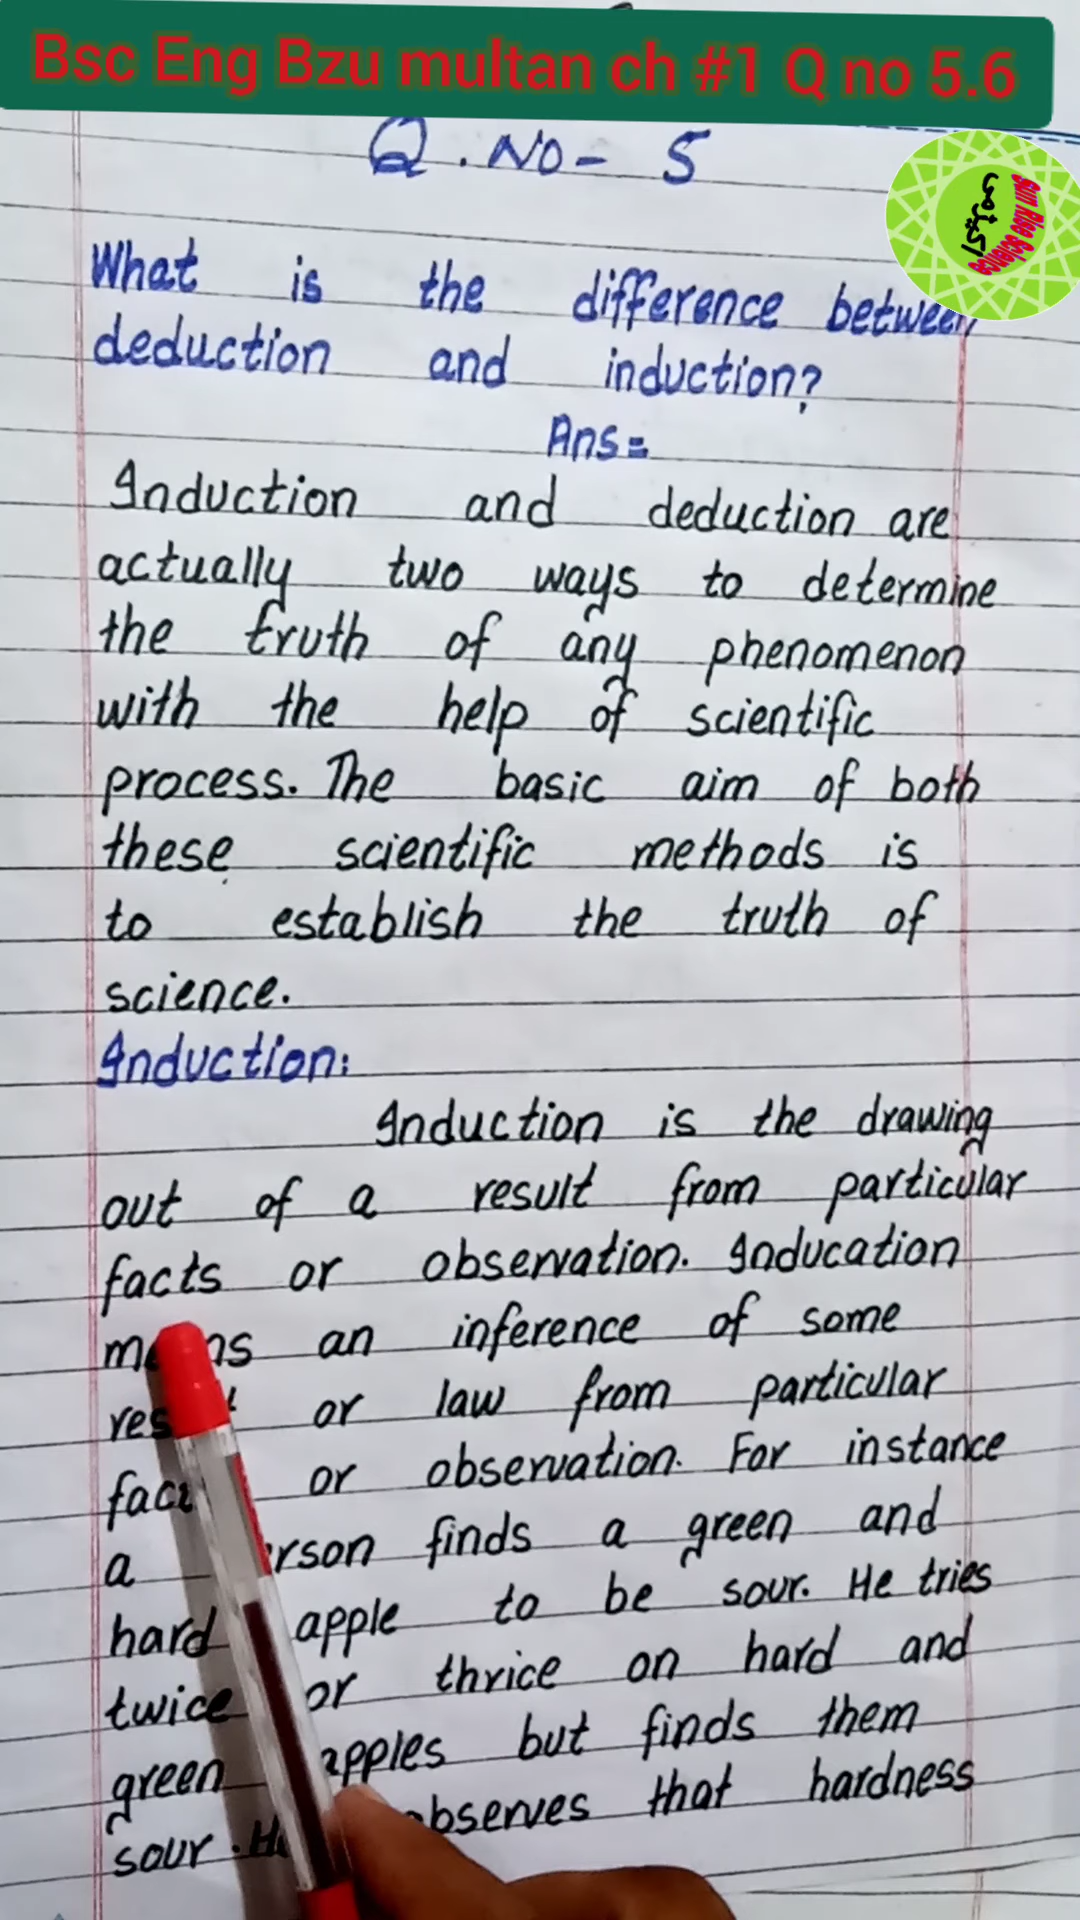 Bsc Eng Bzu multan ch #1 Q no 5.6
Q. No- 5
Sun Rise Science
اکیڈمی
What is the difference between
deduction and induction?
Ans=
Induction and deduction are
actually two ways to determine
the truth of any phenomenon
with the help of scientific
process. The basic aim of both
these scientific methods is
to establish the truth of
science.
Induction:
Induction is the drawing
out of a result from particular
facts or observation. Inducation
an inference of some
or law from particular
or observation. For instance
a finds a green and
hard apple to be sour. He tries
twice or thrice on hard and
green apples but finds them
sour. observes that hardness